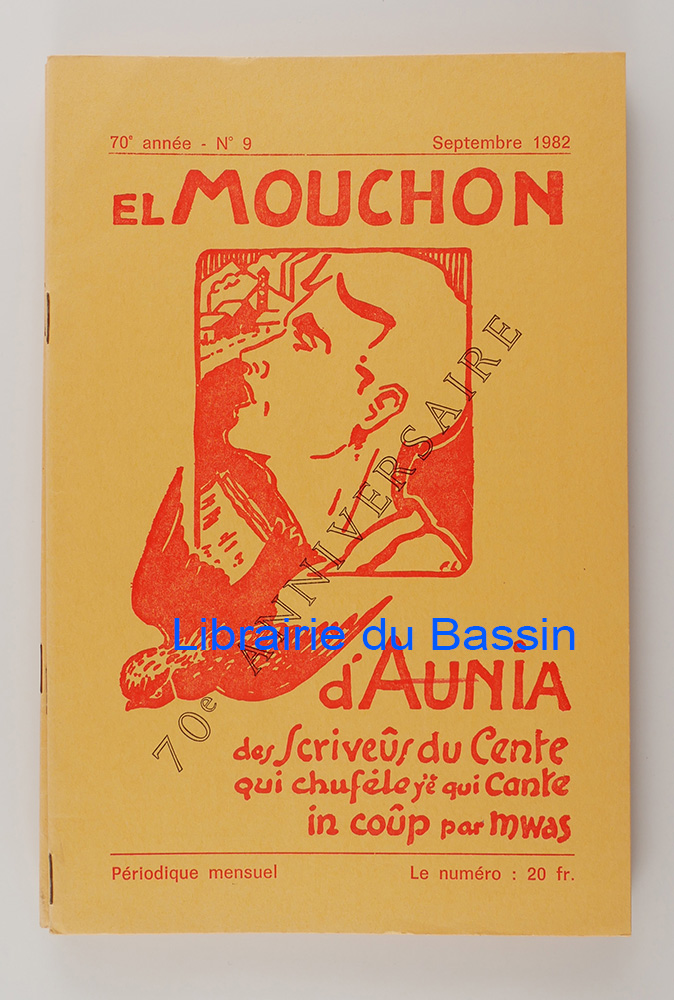 70e année - N° 9 Septembre 1982
EL MOUCHON
70e ANNIVERSAIRE
Librairie du Bassin
d'AUNIA
des Scriveûs du Cente
qui chufèle yè qui cante
in coûp par mwas
Périodique mensuel Le numéro : 20 fr.